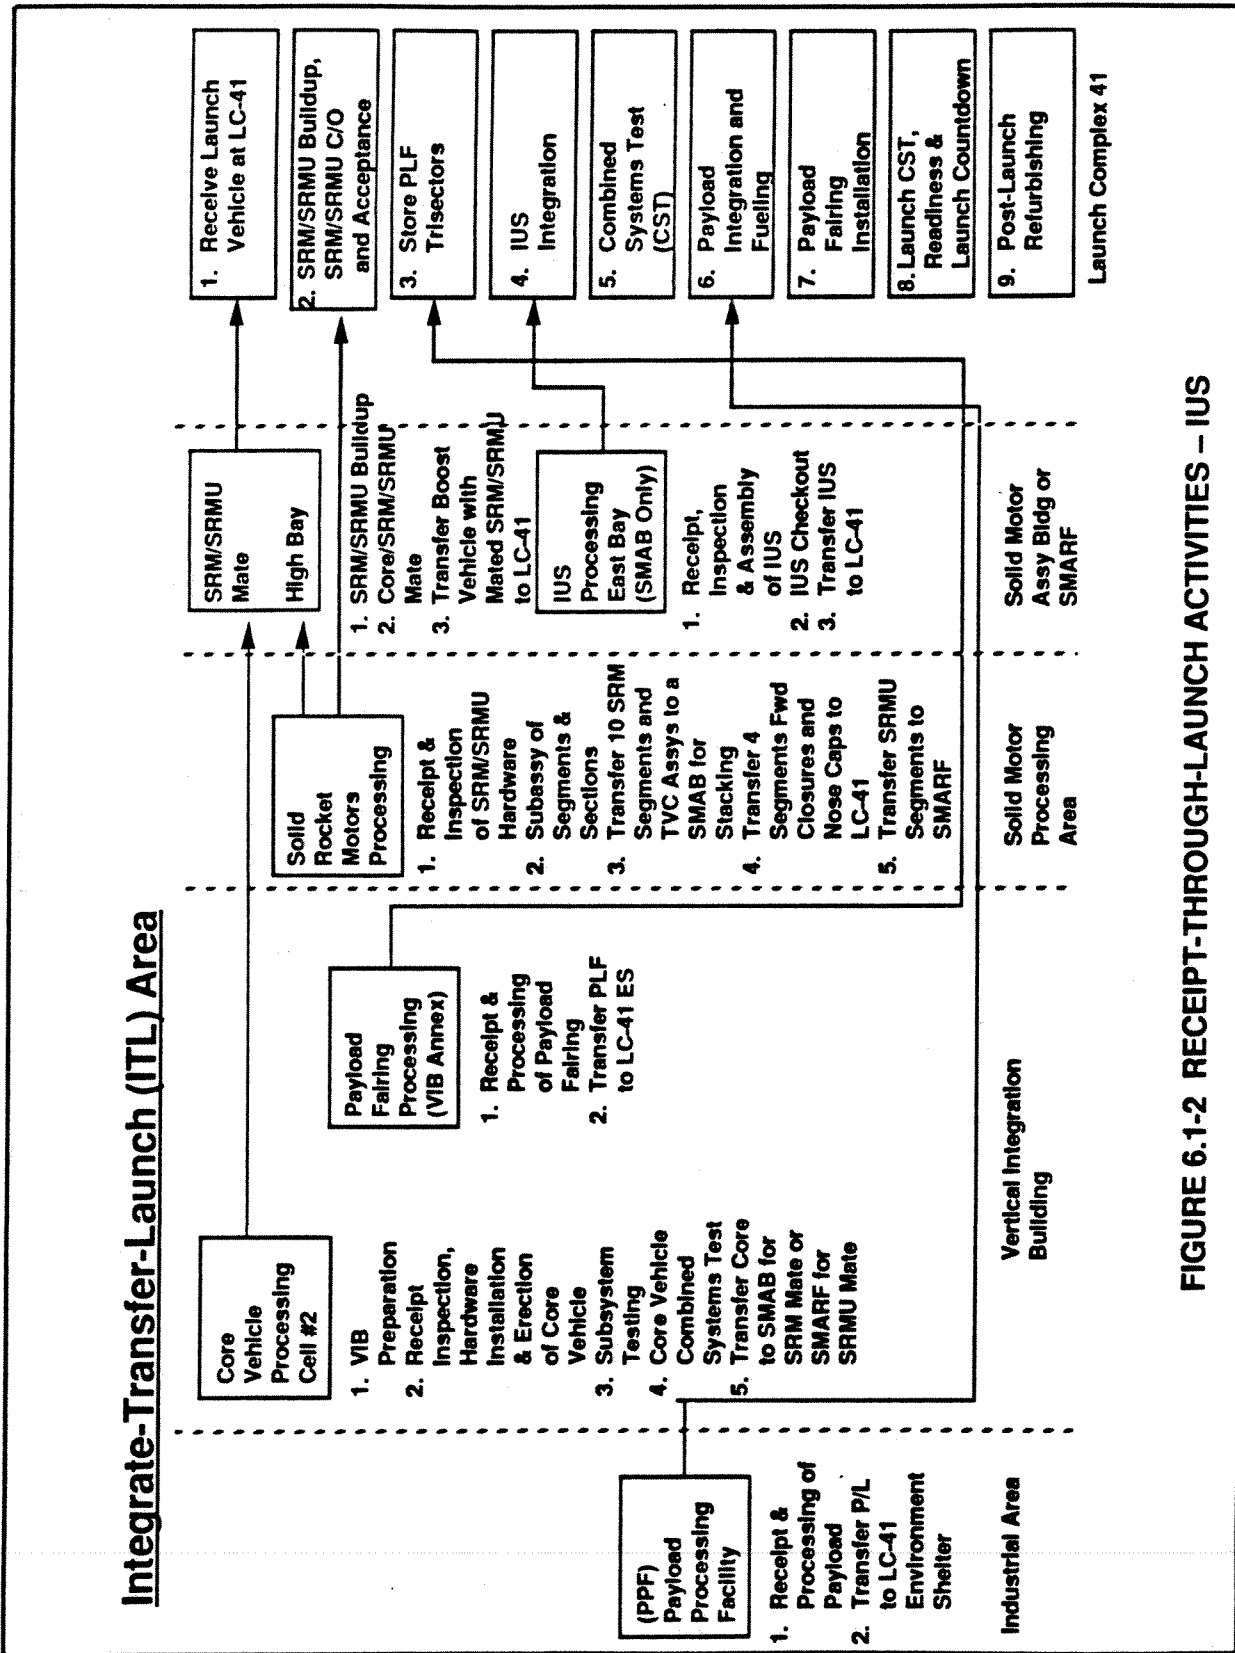 Integrate-Transfer-Launch (ITL) Area
(PPF)
Payload
Processing
Facility
1. Receipt &
Processing of
Payload
2. Transfer P/L
to LC-41
Environment
Shelter
Industrial Area
Core
Vehicle
Processing
Cell #2
1. VIB
Preparation
2. Receipt
Inspection,
Hardware
Installation
& Erection
of Core
Vehicle
3. Subsystem
Testing
4. Core Vehicle
Combined
Systems Test
5. Transfer Core
to SMAB for
SRM Mate or
SMARF for
SRMU Mate
Payload
Fairing
Processing
(VIB Annex)
1. Receipt &
Processing
of Payload
Fairing
2. Transfer PLF
to LC-41 ES
Vertical Integration
Building
Solid
Rocket
Motors
Processing
1. Receipt &
Inspection
of SRM/SRMU
Hardware
2. Subassy of
Segments &
Sections
3. Transfer 10 SRM
Segments and
TVC Assys to a
SMAB for
Stacking
4. Transfer 4
Segments Fwd
Closures and
Nose Caps to
LC-41
5. Transfer SRMU
Segments to
SMARF
Solid Motor
Processing
Area
SRM/SRMU
Mate
High Bay
1. SRM/SRMU Buildup
2. Core/SRM/SRMU
Mate
3. Transfer Boost
Vehicle with
Mated SRM/SRMU
to LC-41
IUS
Processing
East Bay
(SMAB Only)
1. Receipt,
Inspection
& Assembly
of IUS
2. IUS Checkout
3. Transfer IUS
to LC-41
Solid Motor
Assy Bldg or
SMARF
1. Receive Launch
Vehicle at LC-41
2. SRM/SRMU Buildup,
SRM/SRMU C/O
and Acceptance
3. Store PLF
Trisectors
4. IUS
Integration
5. Combined
Systems Test
(CST)
6. Payload
Integration and
Fueling
7. Payload
Fairing
Installation
8. Launch CST,
Readiness &
Launch Countdown
9. Post-Launch
Refurbishing
Launch Complex 41
FIGURE 6.1-2 RECEIPT-THROUGH-LAUNCH ACTIVITIES – IUS